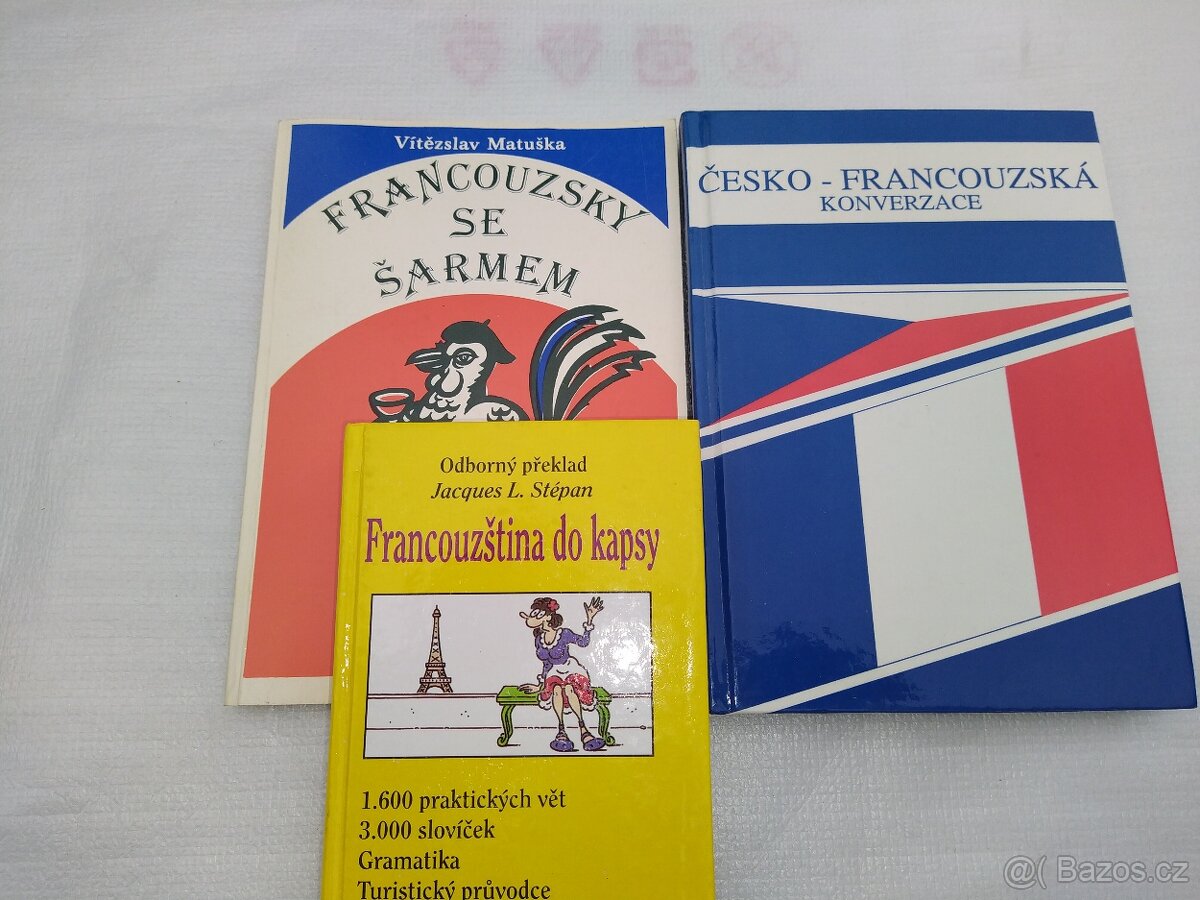 Vítězslav Matuška
FRANCOUZSKY
SE
ŠARMEM
ČESKO - FRANCOUZSKÁ
KONVERZACE
Odborný překlad
Jacques L. Stépan
Francouzština do kapsy
1.600 praktických vět
3.000 slovíček
Gramatika
Turistický průvodce
Bazos.cz